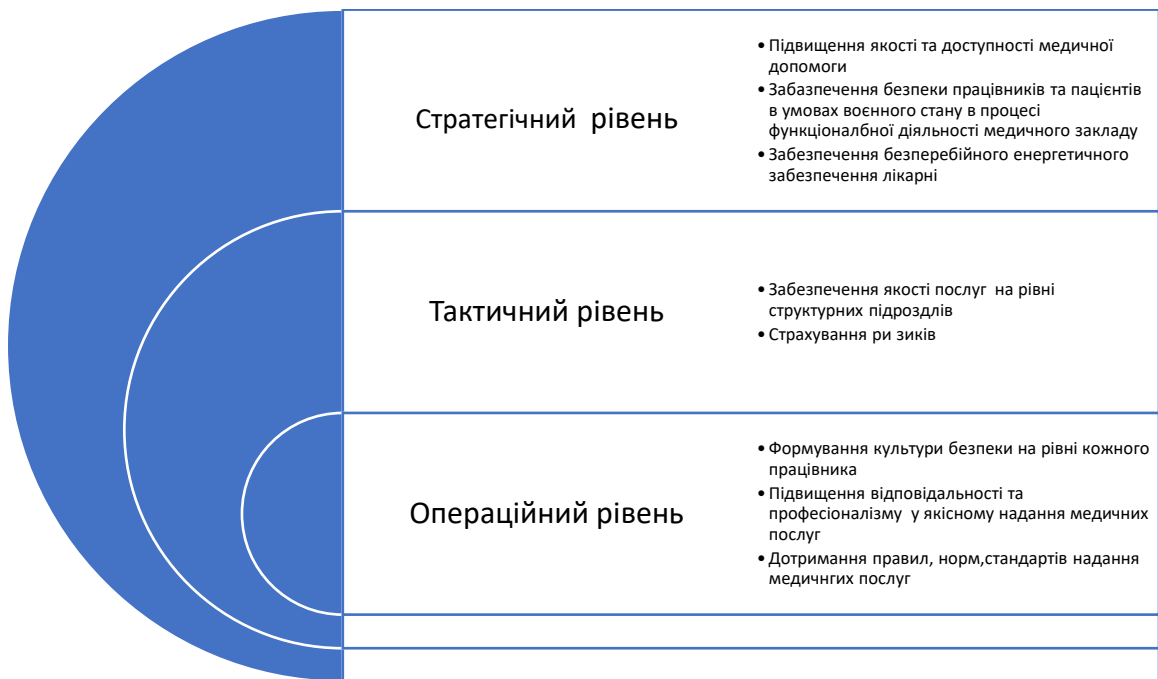 Стратегічний рівень
• Підвищення якості та доступності медичної
допомоги
• Забазпечення безпеки працівників та пацієнтів
в умовах воєнного стану в процесі
функціоналбної діяльності медичного закладу
• Забезпечення безперебійного енергетичного
забезпечення лікарні
Тактичний рівень
• Забезпечення якості послуг на рівні
структурних підроздлів
• Страхування ри зиків
Операційний рівень
• Формування культури безпеки на рівні кожного
працівника
• Підвищення відповідальності та
професіоналізму у якісному надання медичних
послуг
• Дотримання правил, норм,стандартів надання
медичнгих послуг